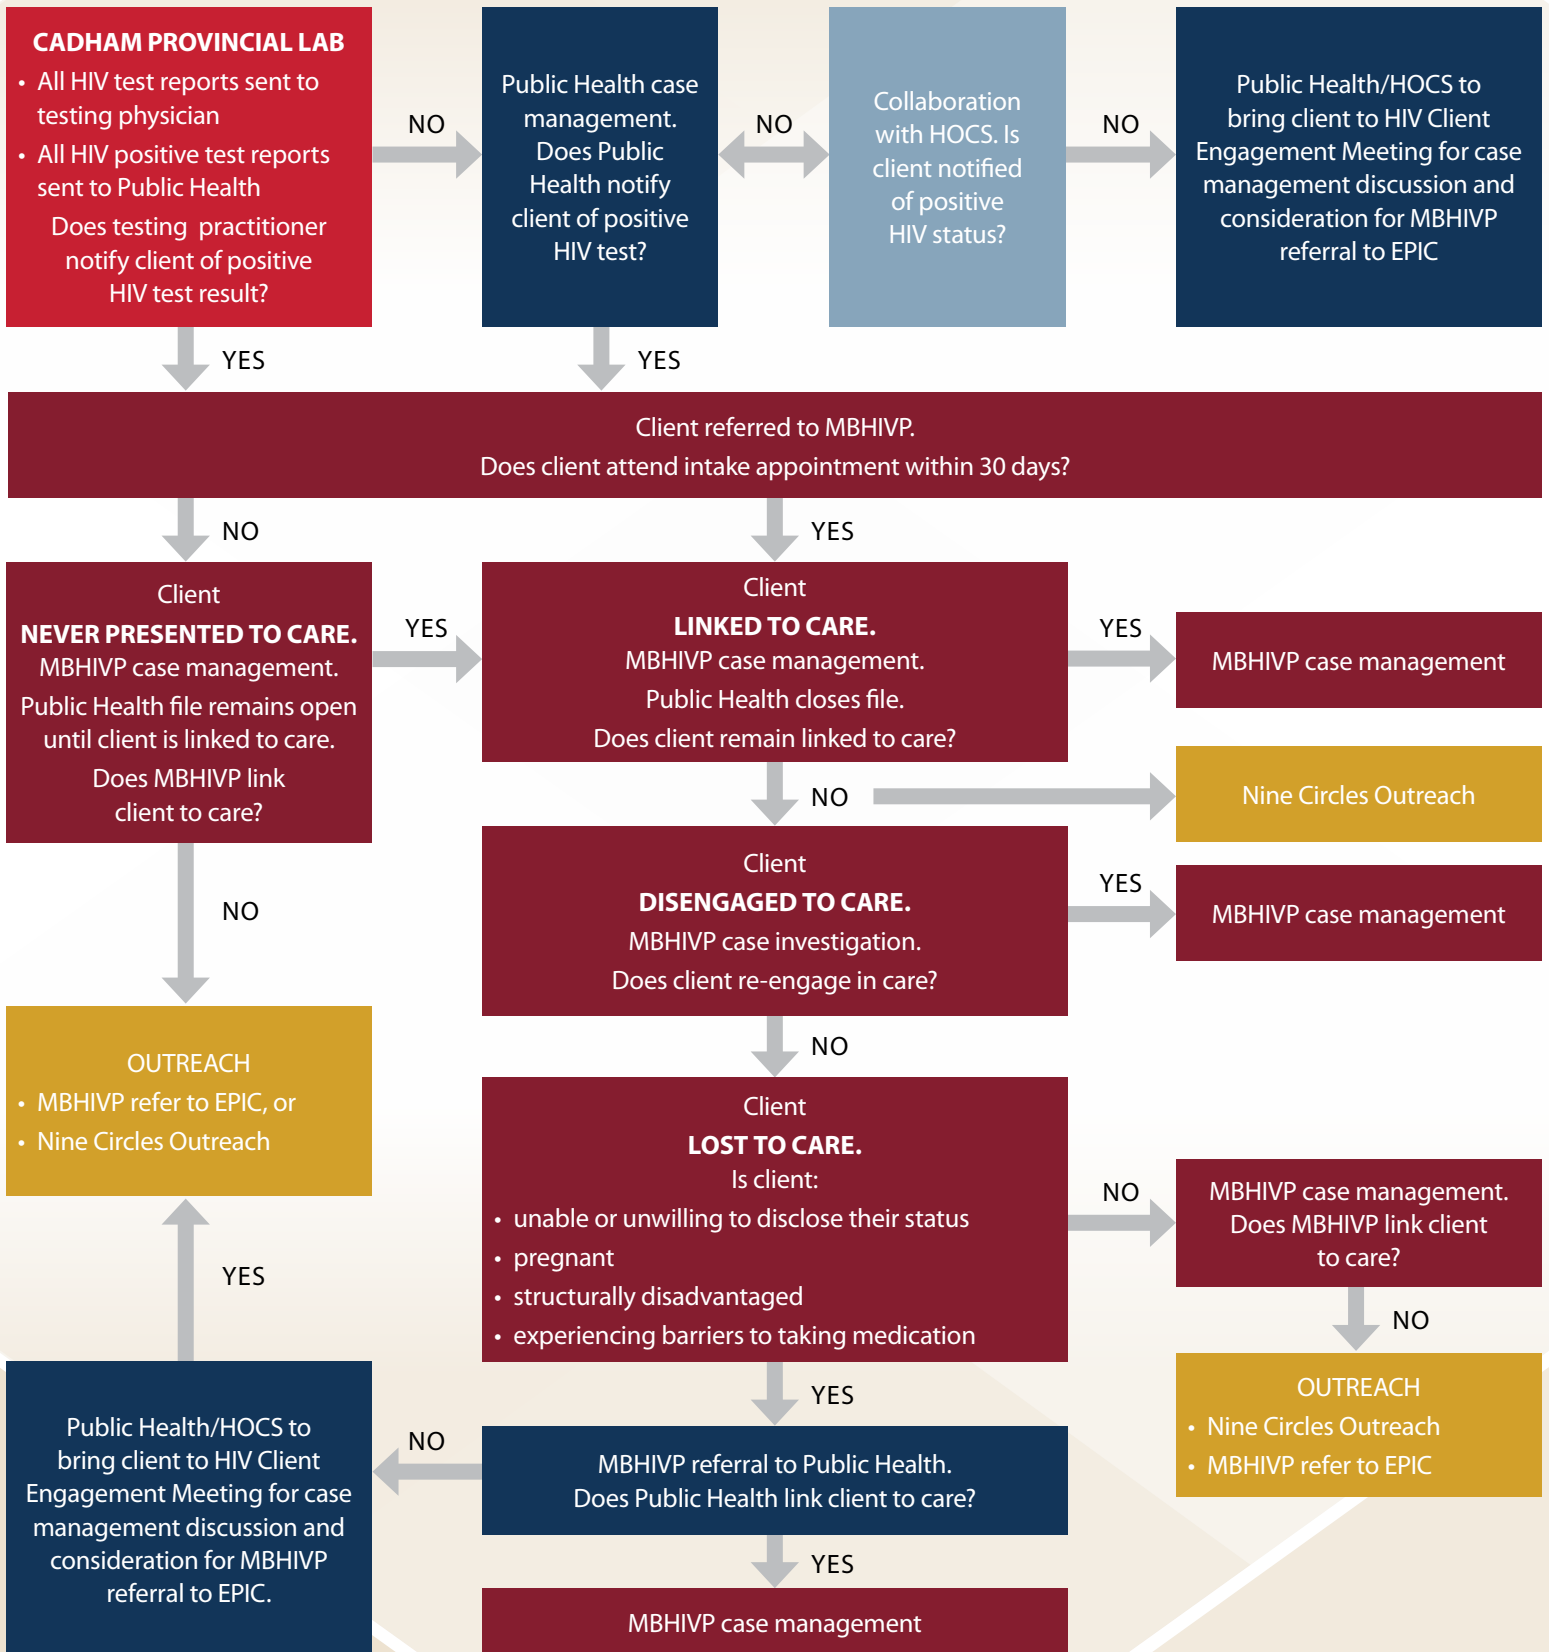 CADHAM PROVINCIAL LAB
• All HIV test reports sent to
testing physician
• All HIV positive test reports
sent to Public Health
Does testing practitioner
notify client of positive
HIV test result?
NO
Public Health case
management.
Does Public
Health notify
client of positive
HIV test?
NO
Collaboration
with HOCS. Is
client notified
of positive
HIV status?
NO
Public Health/HOCS to
bring client to HIV Client
Engagement Meeting for case
management discussion and
consideration for MBHIVP
referral to EPIC
YES
YES
Client referred to MBHIVP.
Does client attend intake appointment within 30 days?
NO
YES
Client
NEVER PRESENTED TO CARE.
MBHIVP case management.
Public Health file remains open
until client is linked to care.
Does MBHIVP link
client to care?
YES
Client
LINKED TO CARE.
MBHIVP case management.
Public Health closes file.
Does client remain linked to care?
YES
MBHIVP case management
NO
Nine Circles Outreach
Client
DISENGAGED TO CARE.
MBHIVP case investigation.
Does client re-engage in care?
YES
MBHIVP case management
NO
NO
OUTREACH
• MBHIVP refer to EPIC, or
• Nine Circles Outreach
Client
LOST TO CARE.
Is client:
• unable or unwilling to disclose their status
• pregnant
• structurally disadvantaged
• experiencing barriers to taking medication
NO
MBHIVP case management.
Does MBHIVP link client
to care?
NO
OUTREACH
• Nine Circles Outreach
• MBHIVP refer to EPIC
YES
YES
MBHIVP referral to Public Health.
Does Public Health link client to care?
NO
Public Health/HOCS to
bring client to HIV Client
Engagement Meeting for case
management discussion and
consideration for MBHIVP
referral to EPIC.
YES
MBHIVP case management